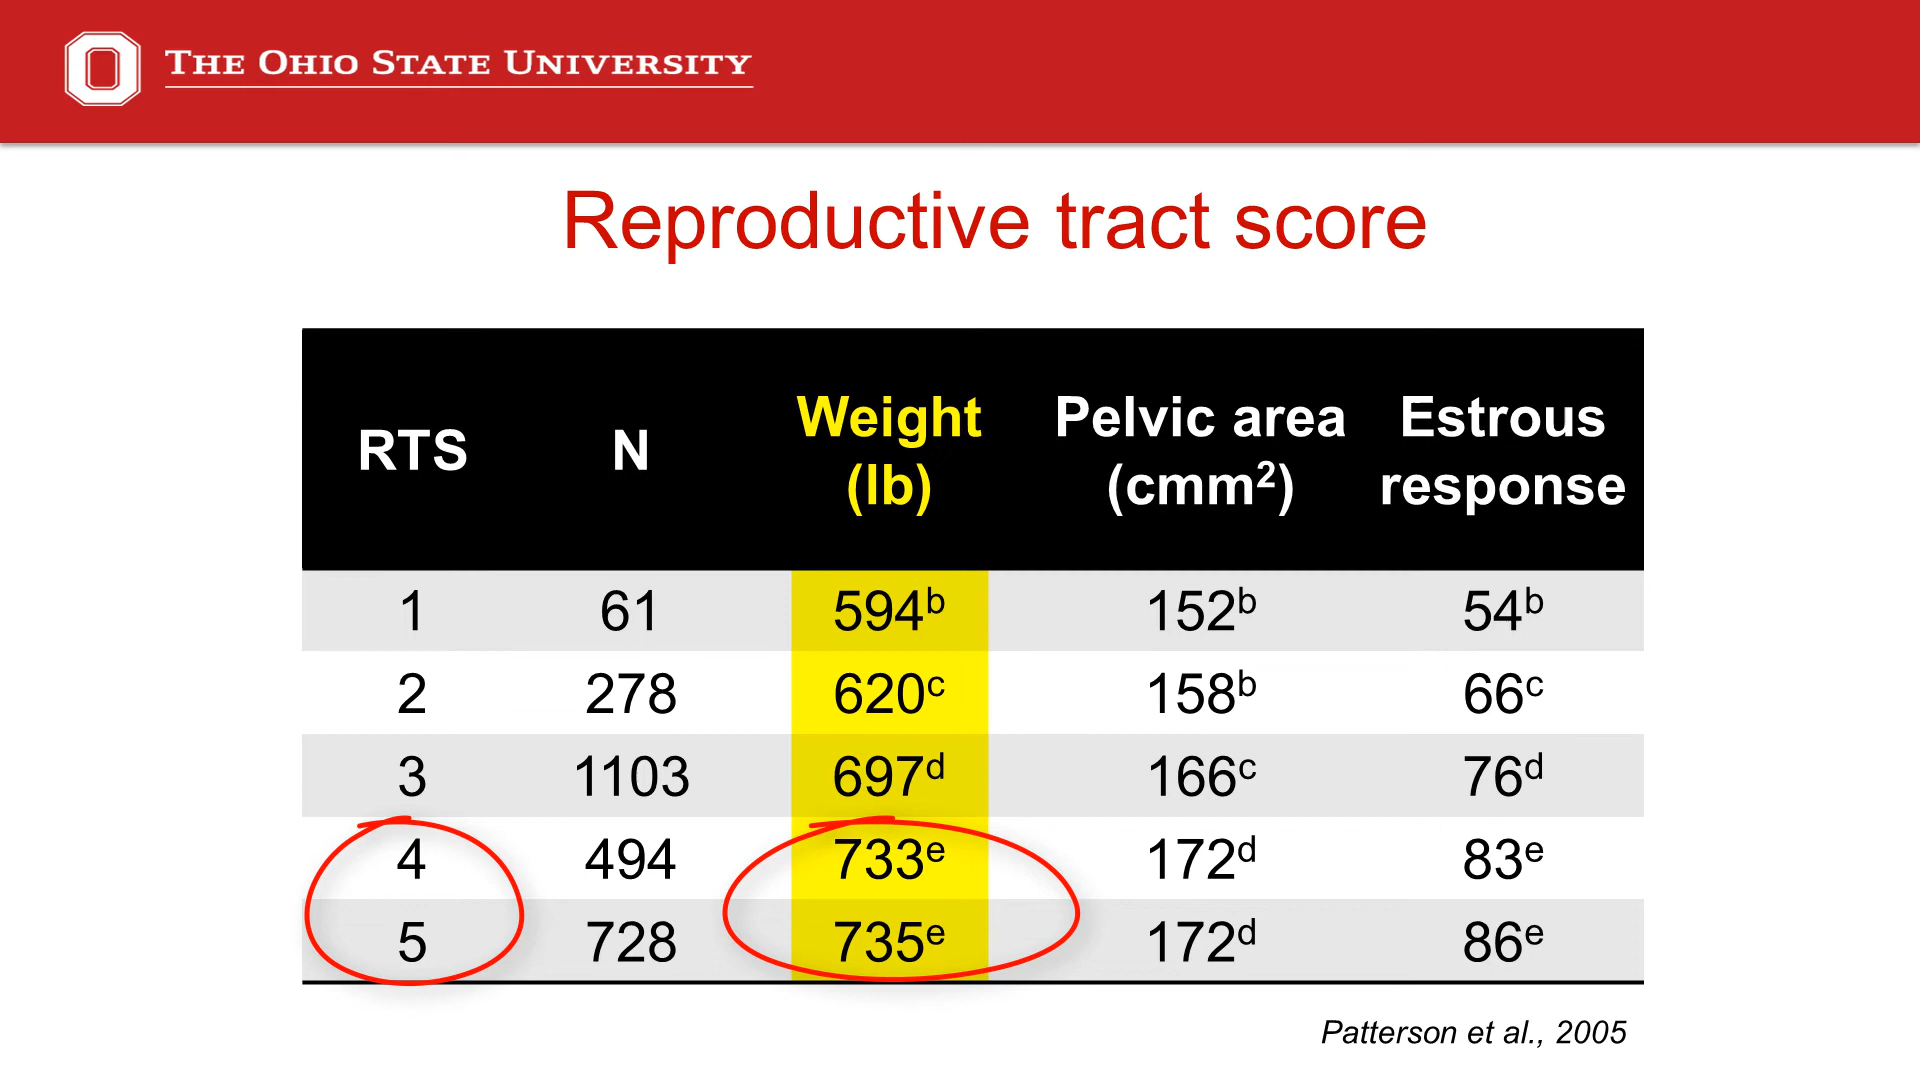 THE OHIO STATE UNIVERSITY
Reproductive tract score
RTS N Weight (lb) Pelvic area (cmm²) Estrous response
1 61 594ᵇ 152ᵇ 54ᵇ
2 278 620ᶜ 158ᵇ 66ᶜ
3 1103 697ᵈ 166ᶜ 76ᵈ
4 494 733ᵉ 172ᵈ 83ᵉ
5 728 735ᵉ 172ᵈ 86ᵉ
Patterson et al., 2005